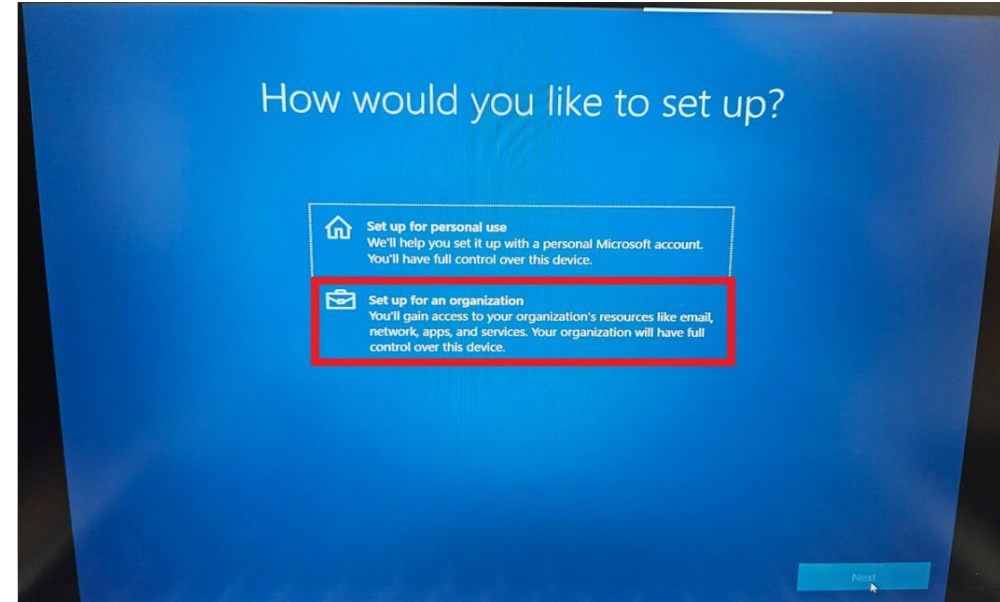 How would you like to set up?
Set up for personal use
We'll help you set it up with a personal Microsoft account.
You'll have full control over this device.
Set up for an organization
You'll gain access to your organization's resources like email,
network, apps, and services. Your organization will have full
control over this device.
Next